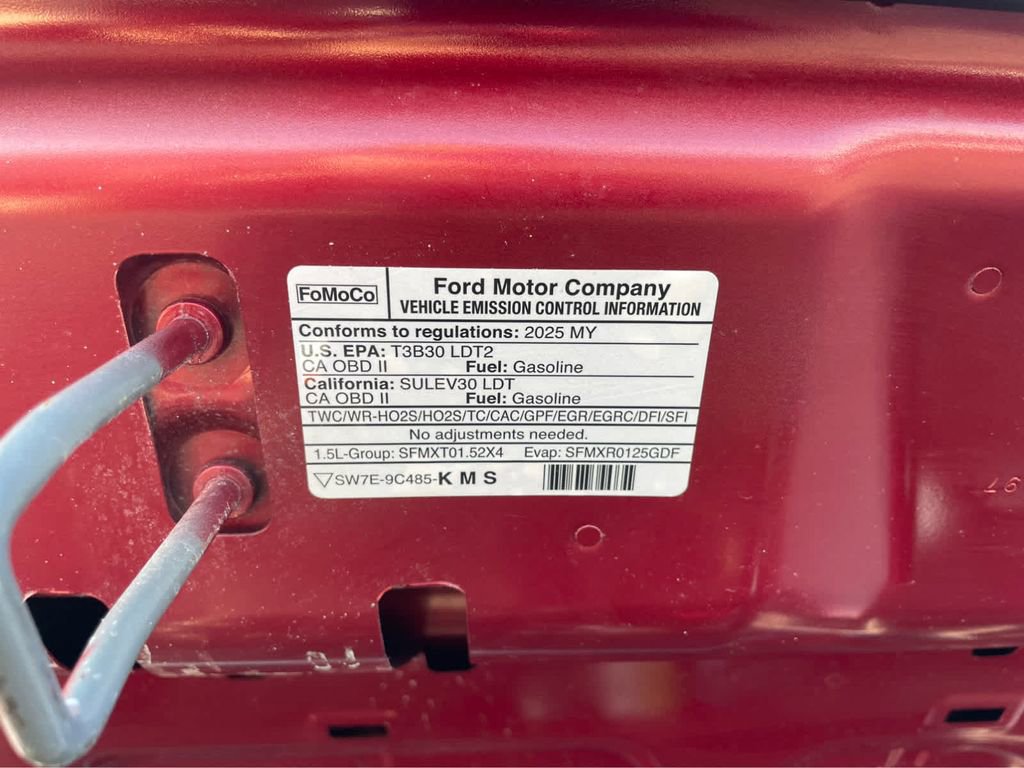 FoMoCo
Ford Motor Company
VEHICLE EMISSION CONTROL INFORMATION
Conforms to regulations: 2025 MY
U.S. EPA: T3B30 LDT2
CA OBD II Fuel: Gasoline
California: SULEV30 LDT
CA OBD II Fuel: Gasoline
TWC/WR-HO2S/HO2S/TC/CAC/GPF/EGR/EGRC/DFI/SFI
No adjustments needed.
1.5L-Group: SFMXT01.52X4 Evap: SFMXR0125GDF
▽SW7E-9C485-K M S